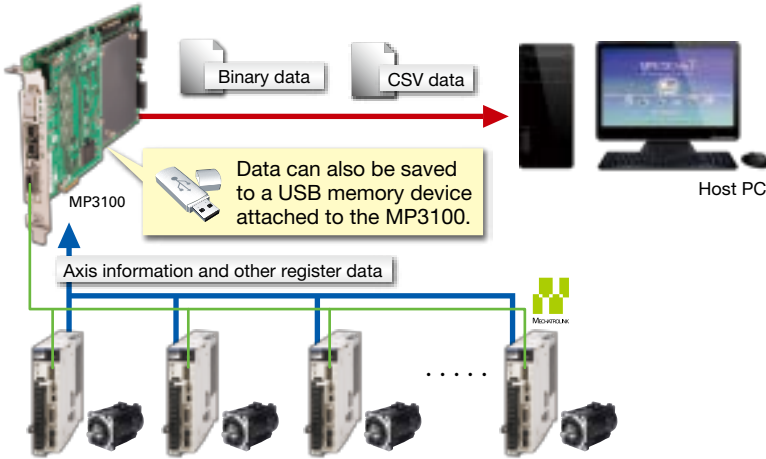 Binary data
CSV data
Data can also be saved
to a USB memory device
attached to the MP3100.
MP3100
Host PC
Axis information and other register data
MECHATROLINK